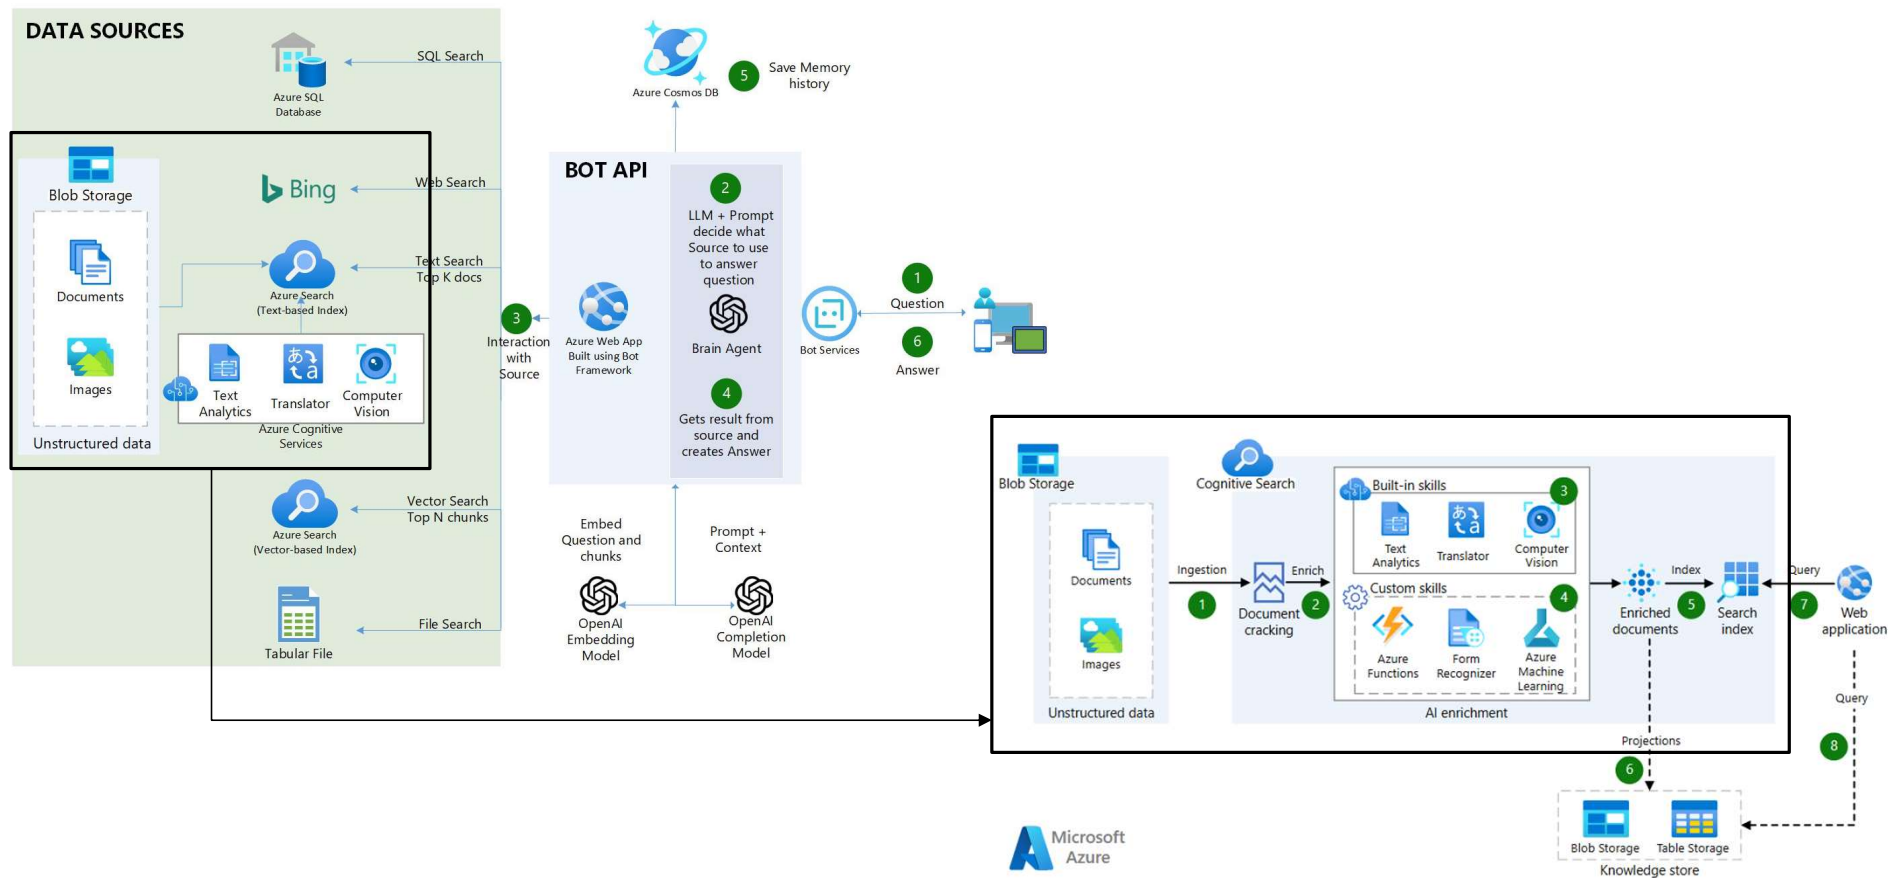 DATA SOURCES
SQL Search
Azure SQL
Database
Blob Storage
Documents
Images
Unstructured data
Bing
Web Search
Text Search
Top K docs
Azure Search
(Text-based Index)
Text
Analytics
Translator
Computer
Vision
Azure Cognitive
Services
Vector Search
Top N chunks
Azure Search
(Vector-based Index)
File Search
Tabular File
3
Interaction
with
Source
Azure Cosmos DB
5
Save Memory
history
BOT API
Azure Web App
Built using Bot
Framework
2
LLM + Prompt
decide what
Source to use
to answer
question
Brain Agent
4
Gets result from
source and
creates Answer
Bot Services
1
Question
6
Answer
Embed
Question and
chunks
Prompt +
Context
OpenAI
Embedding
Model
OpenAI
Completion
Model
Blob Storage
Documents
Images
Unstructured data
Ingestion
1
Cognitive Search
Document
cracking
Enrich
2
Built-in skills
3
Text
Analytics
Translator
Computer
Vision
Custom skills
4
Azure
Functions
Form
Recognizer
Azure
Machine
Learning
AI enrichment
Enriched
documents
Index
5
Search
index
Query
7
Web
application
Query
8
Projections
6
Blob Storage
Table Storage
Knowledge store
Microsoft
Azure